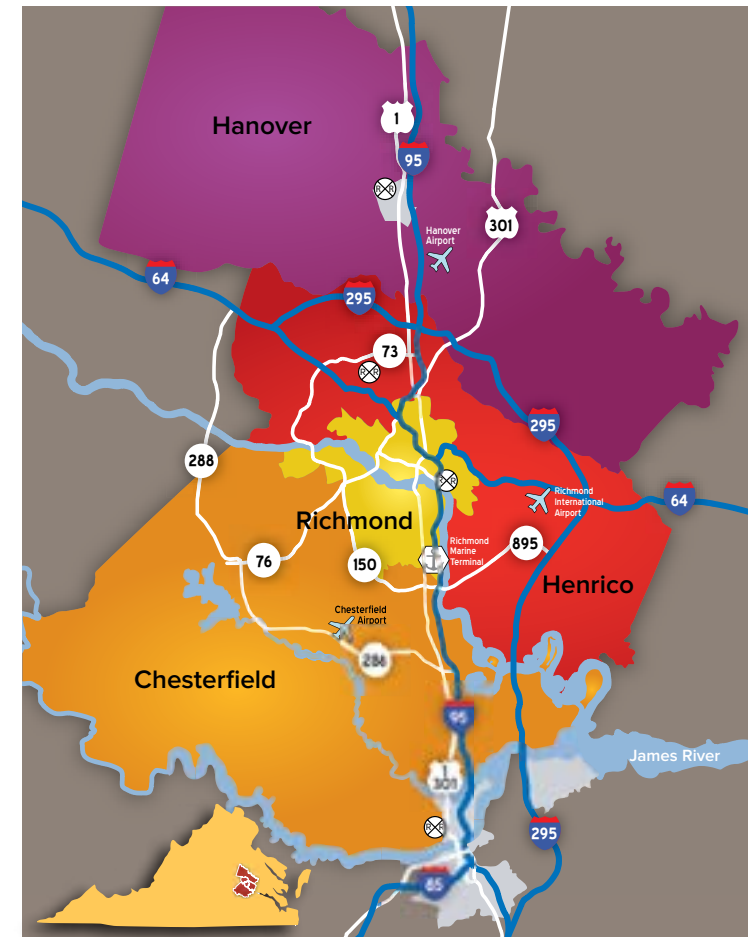 1
Hanover
95
R R
301
Hanover
Airport
64
295
73
R R
295
288
R R
64
Richmond
International
Airport
Richmond
895
Richmond
Marine
Terminal
76
150
Henrico
Chesterfield
Airport
288
Chesterfield
95
James River
1
301
R R
295
85